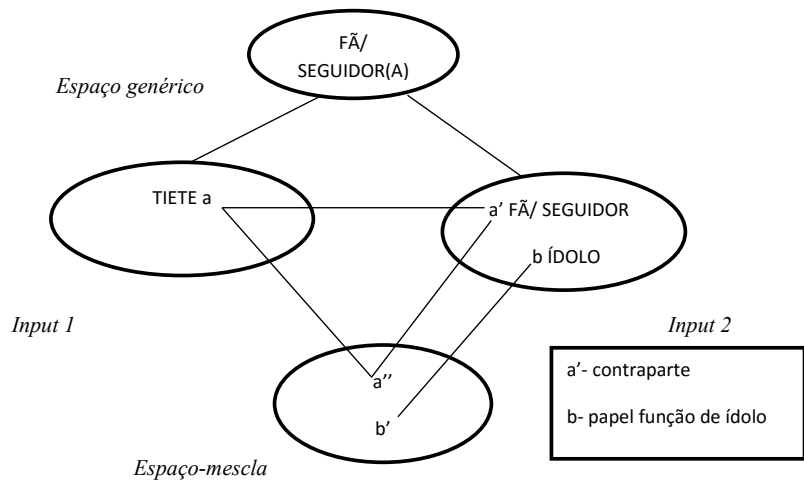 FÃ/
SEGUIDOR(A)
Espaço genérico
TIETE a
a' FÃ/ SEGUIDOR
b ÍDOLO
Input 1
Input 2
a'- contraparte
b- papel função de ídolo
a''
b'
Espaço-mescla